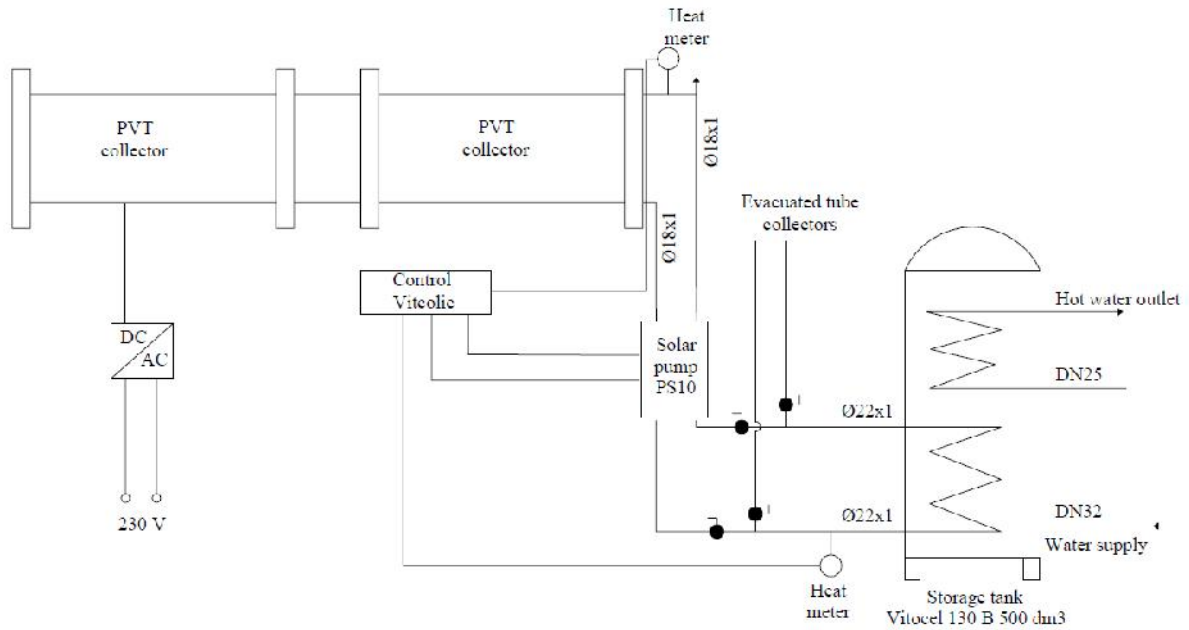 Heat
meter
PVT
collector
PVT
collector
Ø18x1
Ø18x1
Evacuated tube
collectors
Control
Vitolic
Hot water outlet
DC
AC
Solar
pump
PS10
DN25
Ø22x1
230 V
Ø22x1
DN32
Water supply
Heat
meter
Storage tank
Vitocel 130 B 500 dm3